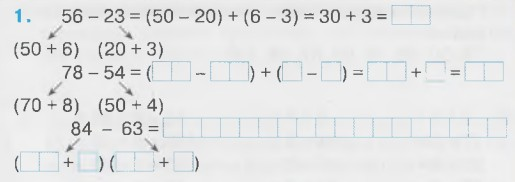 1. 56 – 23 = (50 – 20) + (6 – 3) = 30 + 3 =
(50 + 6) (20 + 3)
78 – 54 = ( – ) + ( – ) = + =
(70 + 8) (50 + 4)
84 – 63 =
( + ) ( + )